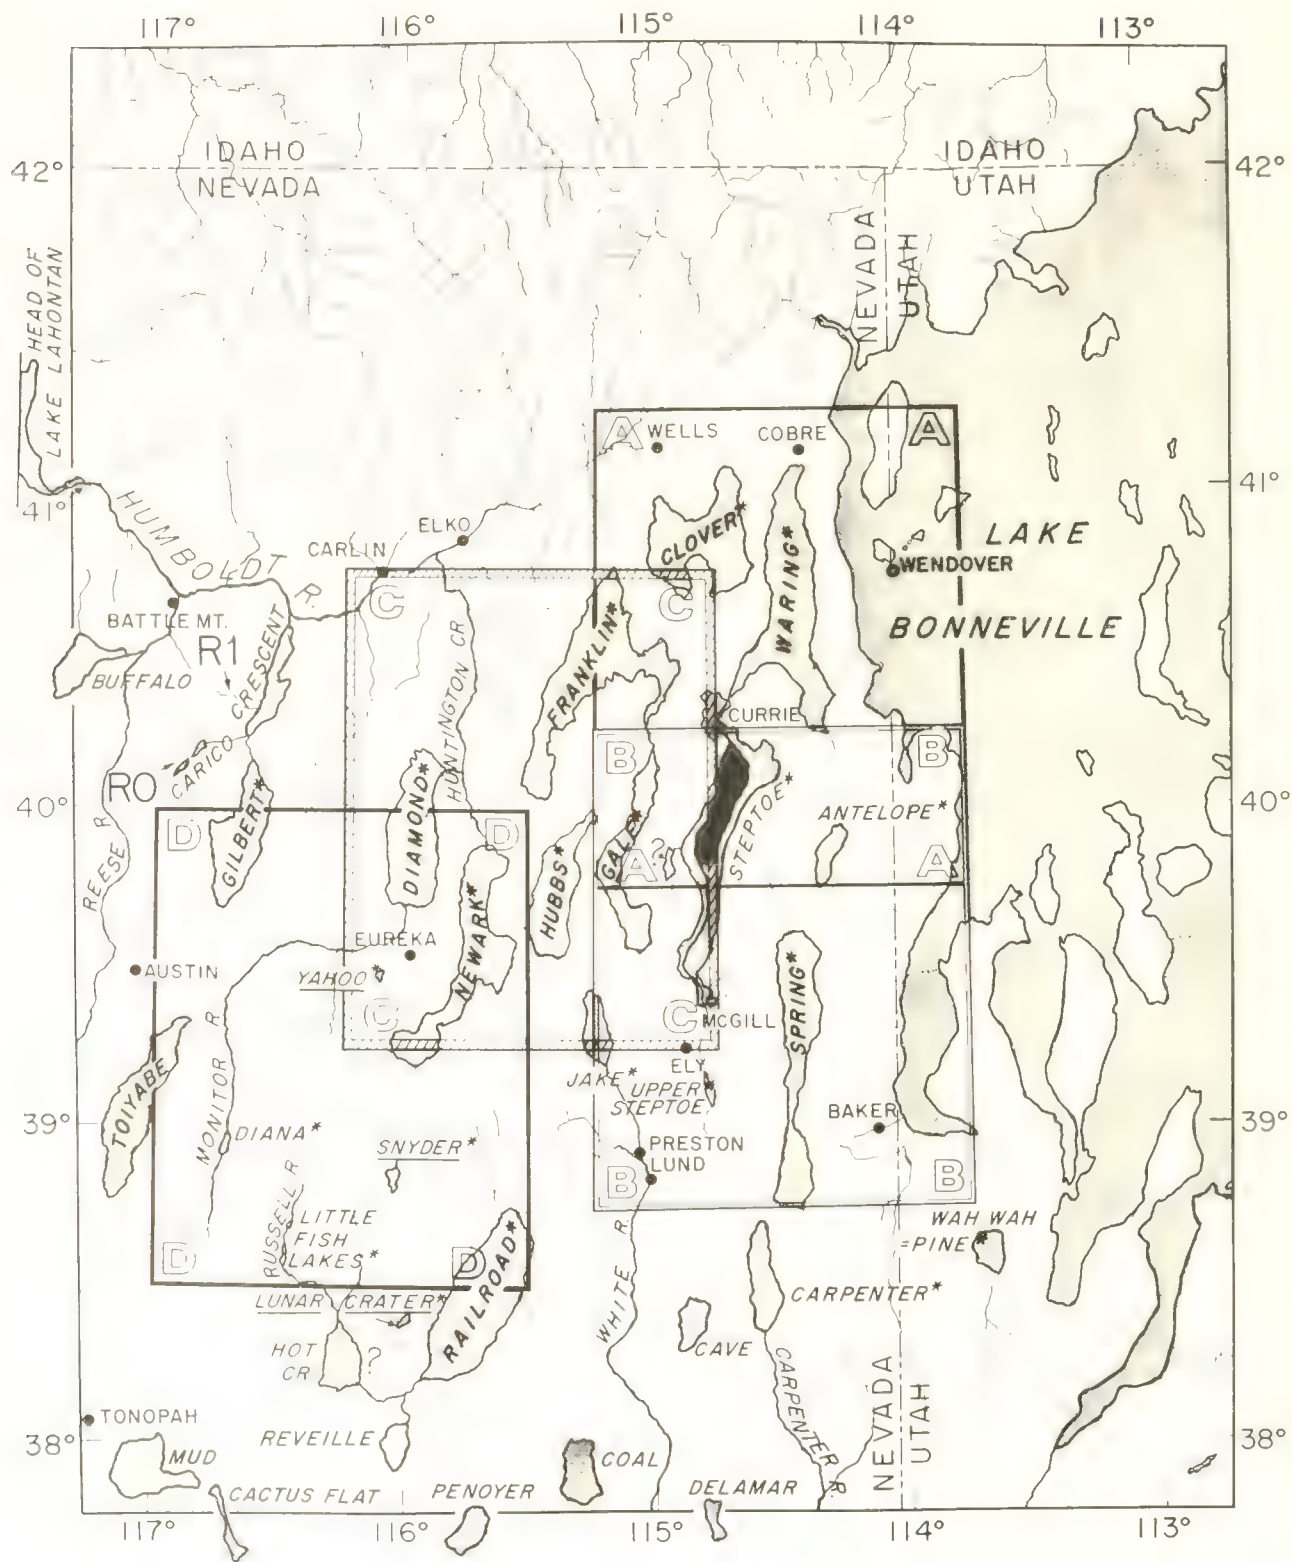 117° 116° 115° 114° 113°
IDAHO
NEVADA
IDAHO
UTAH
42° 42°
NEVADA
UTAH
HEAD OF
LAKE LAHONTAN
A WELLS COBRE A
41° 41°
HUMBOLDT R.
ELKO
CARLIN
CLOVER*
WARING*
LAKE
BONNEVILLE
WENDOVER
C C
BATTLE MT.
R1
CRESCENT
BUFFALO
HUNTINGTON CR
FRANKLIN*
CURRIE
CARICO
R0
B B
STEPTOE*
ANTELOPE*
40° 40°
REESE R
D D
GILBERT*
DIAMOND*
NEWARK*
HUBBS*
GALE*
A ? A
EUREKA
YAHOO*
AUSTIN
SPRING*
C C
MCGILL
ELY
JAKE*
UPPER*
STEPTOE
TOIYABE
MONITOR R
39° 39°
DIANA*
SNYDER*
BAKER
PRESTON
LUND
B B
RUSSELL R
LITTLE
FISH
LAKES*
D D
RAILROAD*
WHITE R.
WAH WAH
=PINE*
LUNAR CRATER*
CARPENTER*
HOT
CR
?
CAVE
CARPENTER R
NEVADA
UTAH
TONOPAH
38° 38°
MUD
REVEILLE
COAL
CACTUS FLAT
PENOYER
DELAMAR
117° 116° 115° 114° 113°